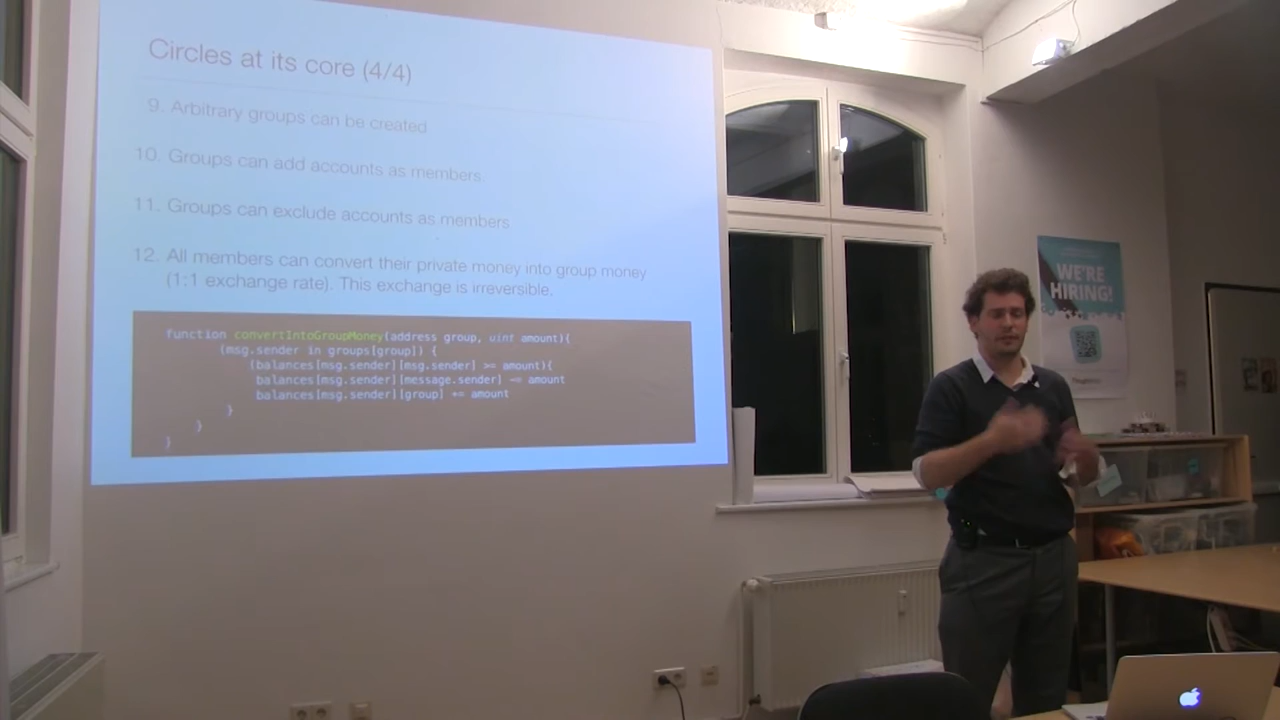 Circles at its core (4/4)
9. Arbitrary groups can be created
10. Groups can add accounts as members.
11. Groups can exclude accounts as members
12. All members can convert their private money into group money
(1:1 exchange rate). This exchange is irreversible.
function convertIntoGroupMoney(address group, uint amount){
(msg.sender in groups[group]) {
(balances[msg.sender][msg.sender] >= amount){
balances[msg.sender][message.sender] -= amount
balances[msg.sender][group] += amount
}
}
}
WE'RE
HIRING!